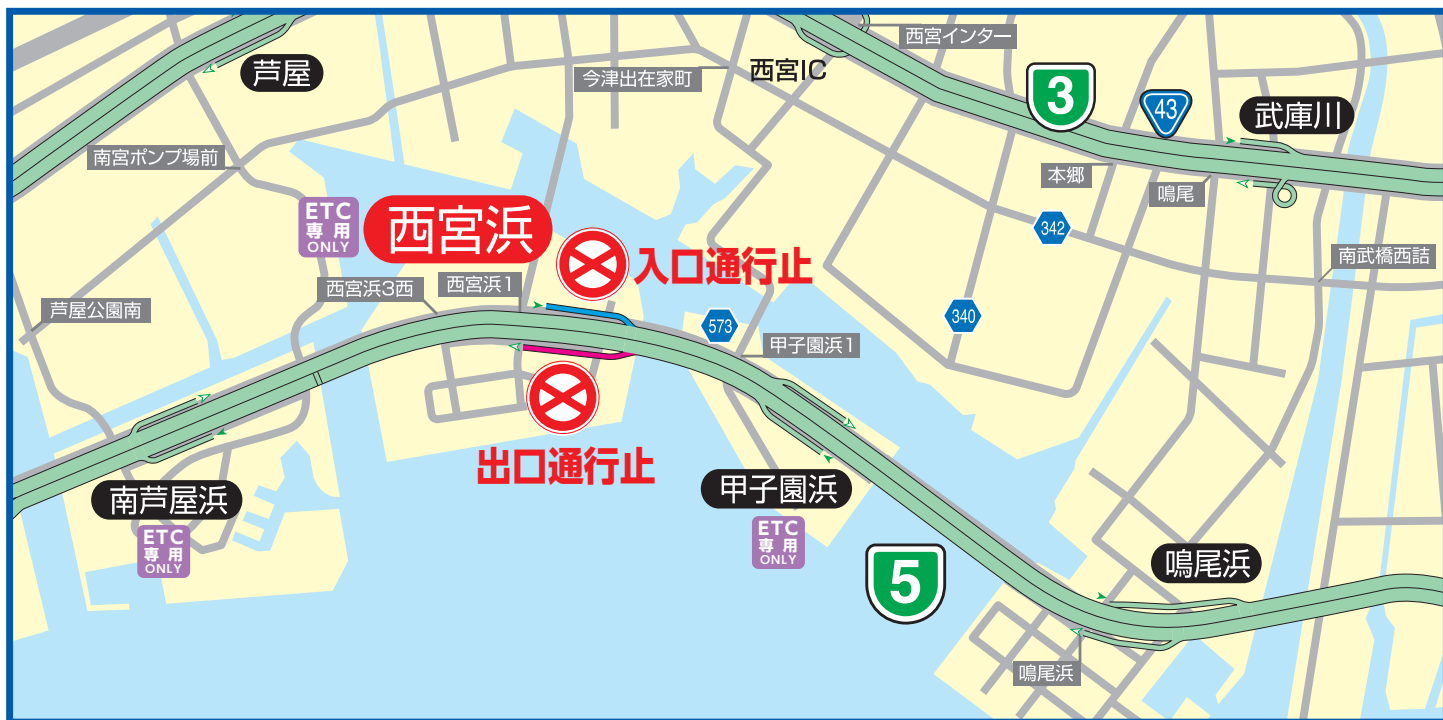 西宮インター
芦屋
西宮IC
今津出在家町
3
43
武庫川
南宮ポンプ場前
本郷
鳴尾
ETC
専用
ONLY
西宮浜
入口通行止
342
南武橋西詰
西宮浜3西
西宮浜1
芦屋公園南
573
340
甲子園浜1
出口通行止
南芦屋浜
ETC
専用
ONLY
甲子園浜
ETC
専用
ONLY
5
鳴尾浜
鳴尾浜